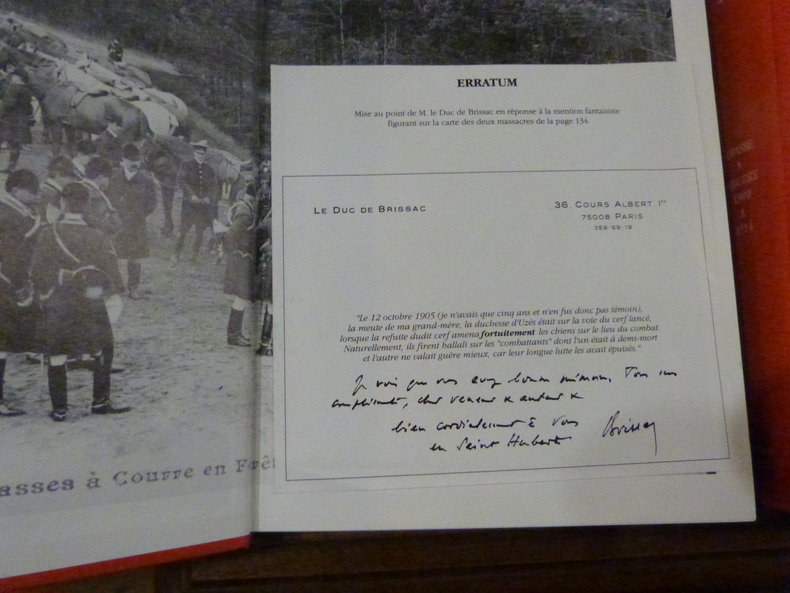 ERRATUM
Mise au point de M. le Duc de Brissac en réponse à la mention fantaisiste
figurant sur la carte des deux massacres de la page 134.
LE DUC DE BRISSAC
36 COURS ALBERT Iᵉʳ
75008 PARIS
359-69-19
"Le 12 octobre 1905 (je n'avais que cinq ans et n'en fus donc pas témoin),
la meute de ma grand-mère, la duchesse d'Uzès était sur la voie du cerf lancé,
lorsque la refuite dudit cerf amena fortuitement les chiens sur le lieu du combat
Naturellement, ils firent hallali sur les "combattants" dont l'un était à demi-mort
et l'autre ne valait guère mieux, car leur longue lutte les avait épuisés."
Je vois que vous avez bonne mémoire. Tous mes
compliments, cher veneur & auteur &
bien cordialement à vous
en Saint Hubert Brissac
asses à Courre en Forê